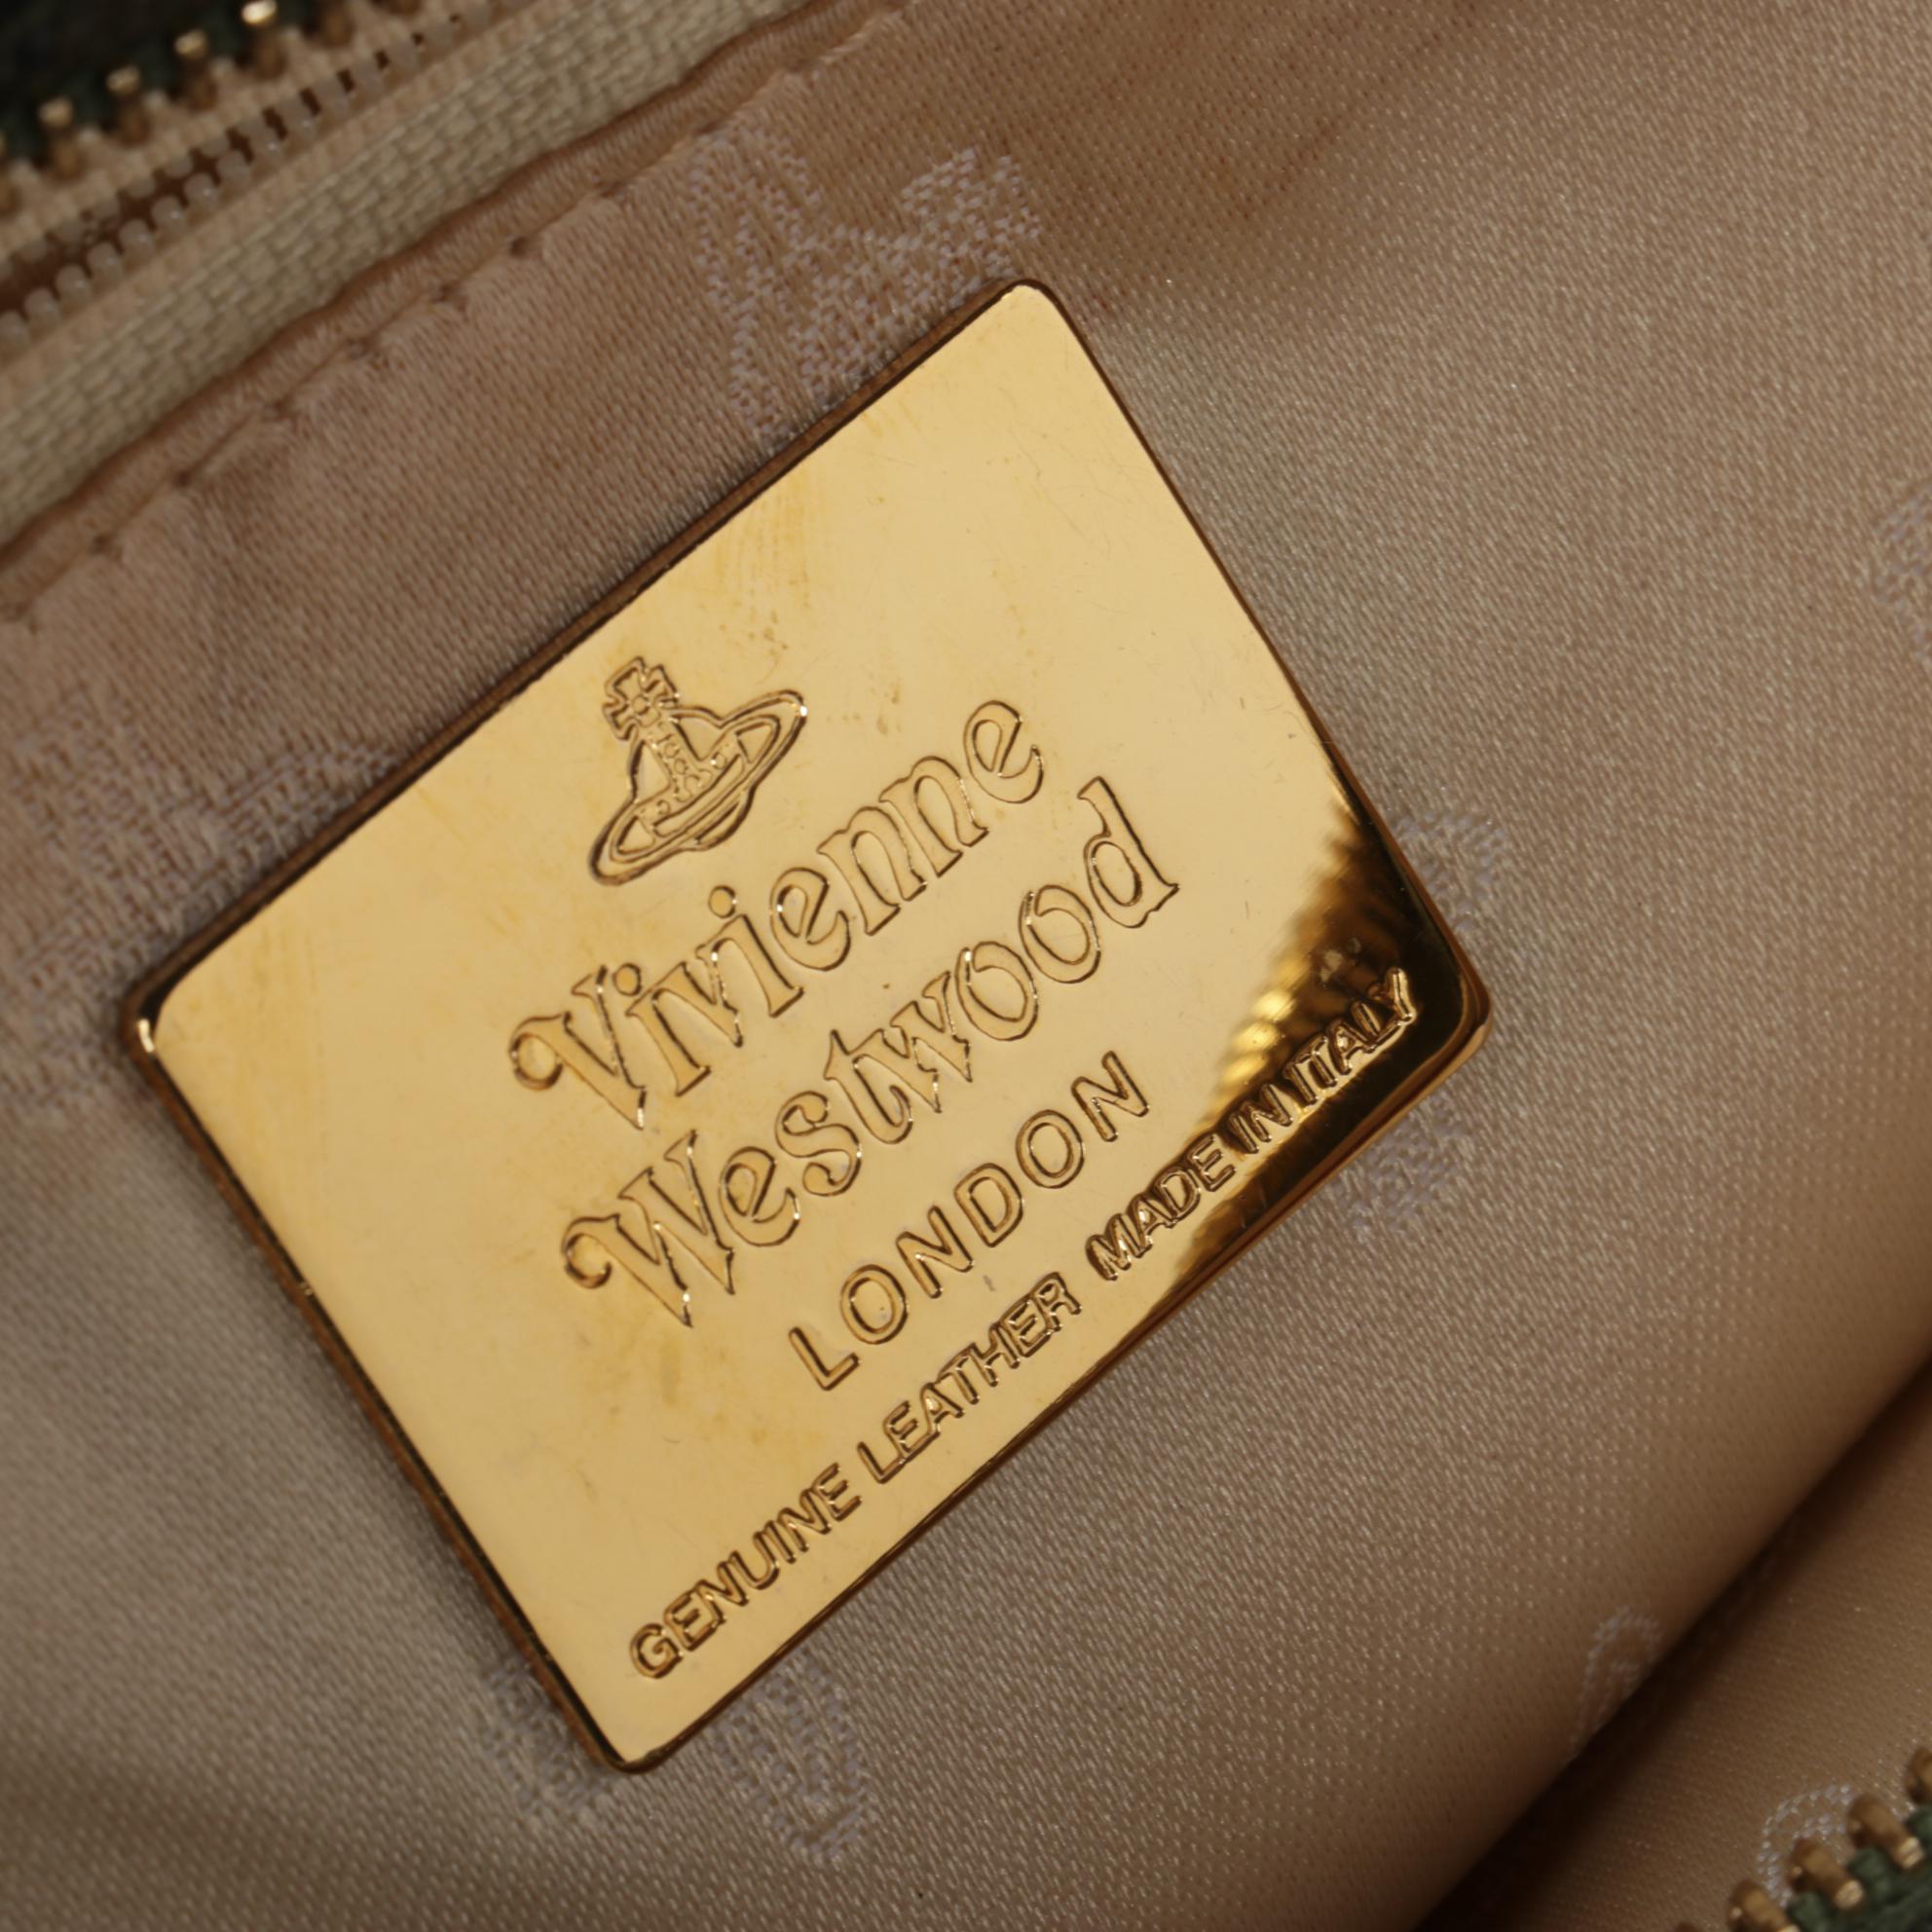 Vivienne
Westwood
LONDON
GENUINE LEATHER MADE IN ITALY